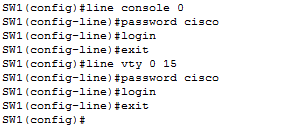 SW1(config)#line console 0
SW1(config-line)#password cisco
SW1(config-line)#login
SW1(config-line)#exit
SW1(config)#line vty 0 15
SW1(config-line)#password cisco
SW1(config-line)#login
SW1(config-line)#exit
SW1(config)#